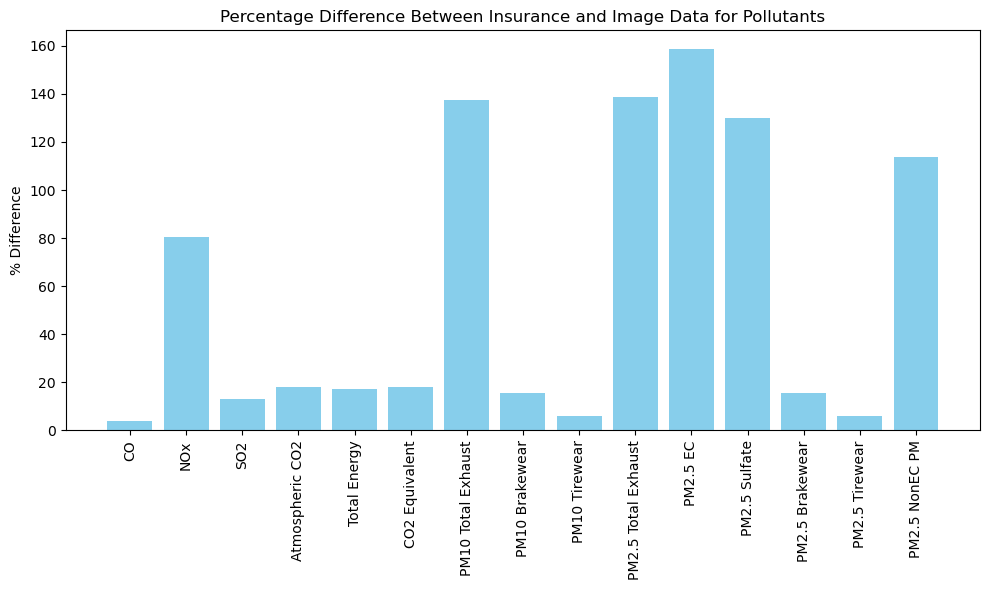 Percentage Difference Between Insurance and Image Data for Pollutants
% Difference
160
140
120
100
80
60
40
20
0
CO
NOx
SO2
Atmospheric CO2
Total Energy
CO2 Equivalent
PM10 Total Exhaust
PM10 Brakewear
PM10 Tirewear
PM2.5 Total Exhaust
PM2.5 EC
PM2.5 Sulfate
PM2.5 Brakewear
PM2.5 Tirewear
PM2.5 NonEC PM